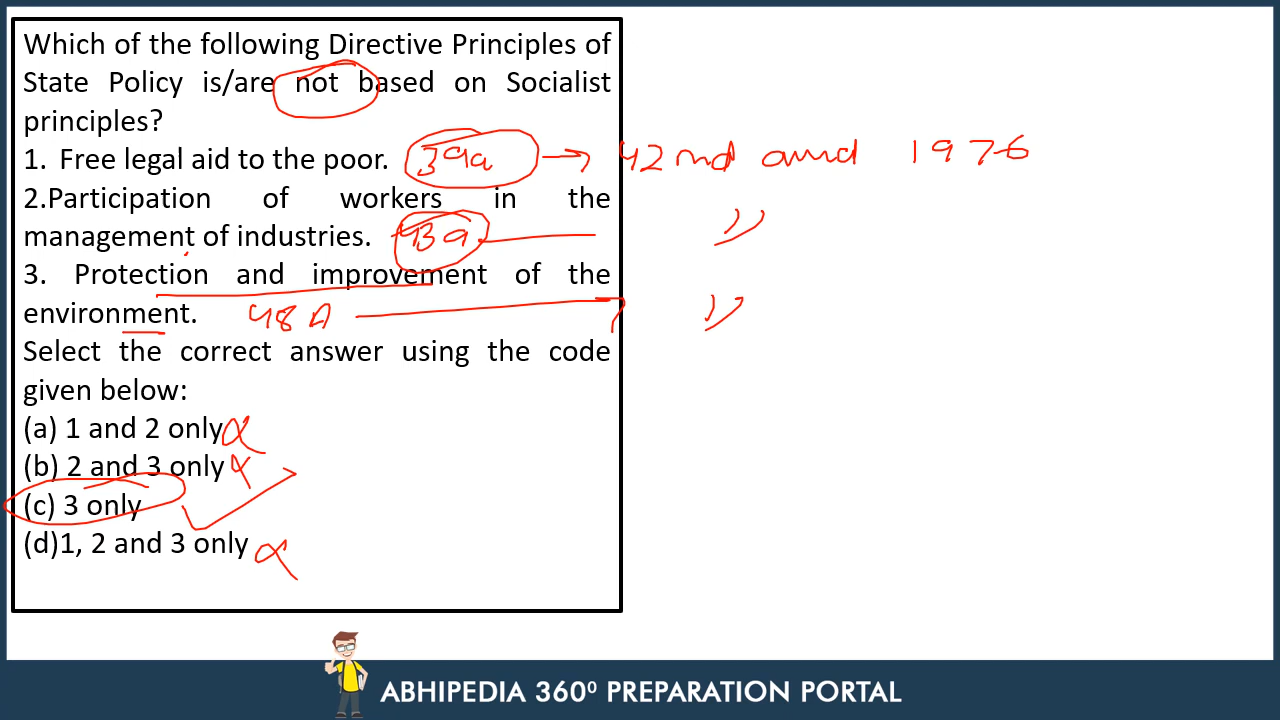 Which of the following Directive Principles of
State Policy is/are not based on Socialist
principles?
1. Free legal aid to the poor. 39a → 42nd amd 1976
2.Participation of workers in the
management of industries. 43a "
3. Protection and improvement of the
environment. 48A "
Select the correct answer using the code
given below:
(a) 1 and 2 only
(b) 2 and 3 only
(c) 3 only
(d)1, 2 and 3 only
ABHIPEDIA 360⁰ PREPARATION PORTAL